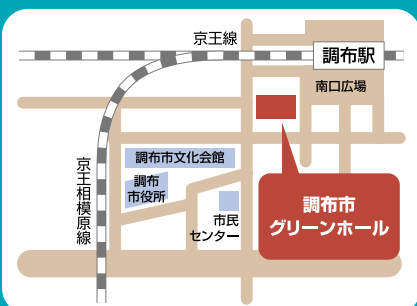 京王線
調布駅
南口広場
調布市文化会館
調布
市役所
京王相模原線
市民
センター
調布市
グリーンホール